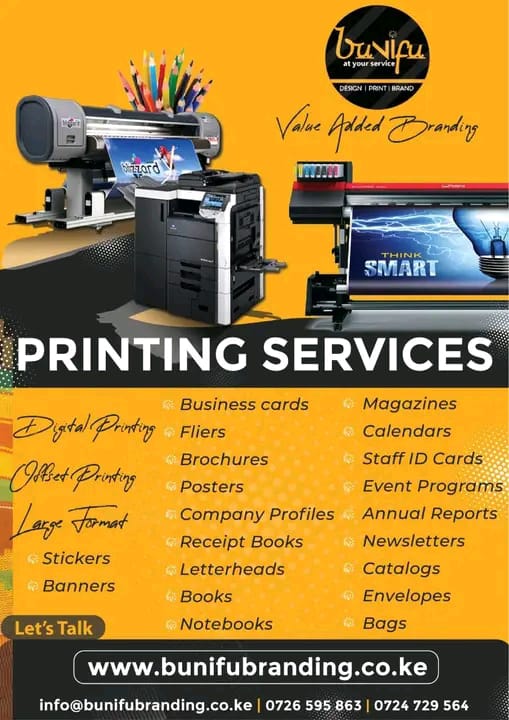 bunifu
at your service
DESIGN | PRINT | BRAND
Value Added Branding
blizzard
THINK
SMART
PRINTING SERVICES
Digital Printing
Offset Printing
Large Format
Stickers
Banners
Business cards
Fliers
Brochures
Posters
Company Profiles
Receipt Books
Letterheads
Books
Notebooks
Magazines
Calendars
Staff ID Cards
Event Programs
Annual Reports
Newsletters
Catalogs
Envelopes
Bags
Let's Talk
www.bunifubranding.co.ke
info@bunifubranding.co.ke | 0726 595 863 | 0724 729 564